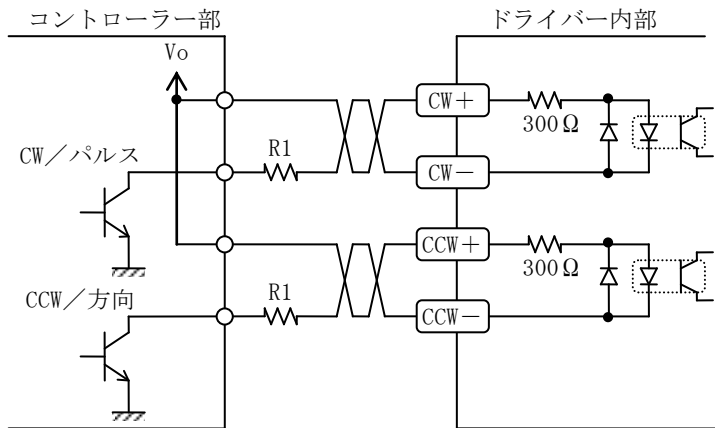 コントローラー部
ドライバー内部
Vo
CW+
300Ω
CW/パルス
R1
CW-
CCW+
300Ω
CCW/方向
R1
CCW-